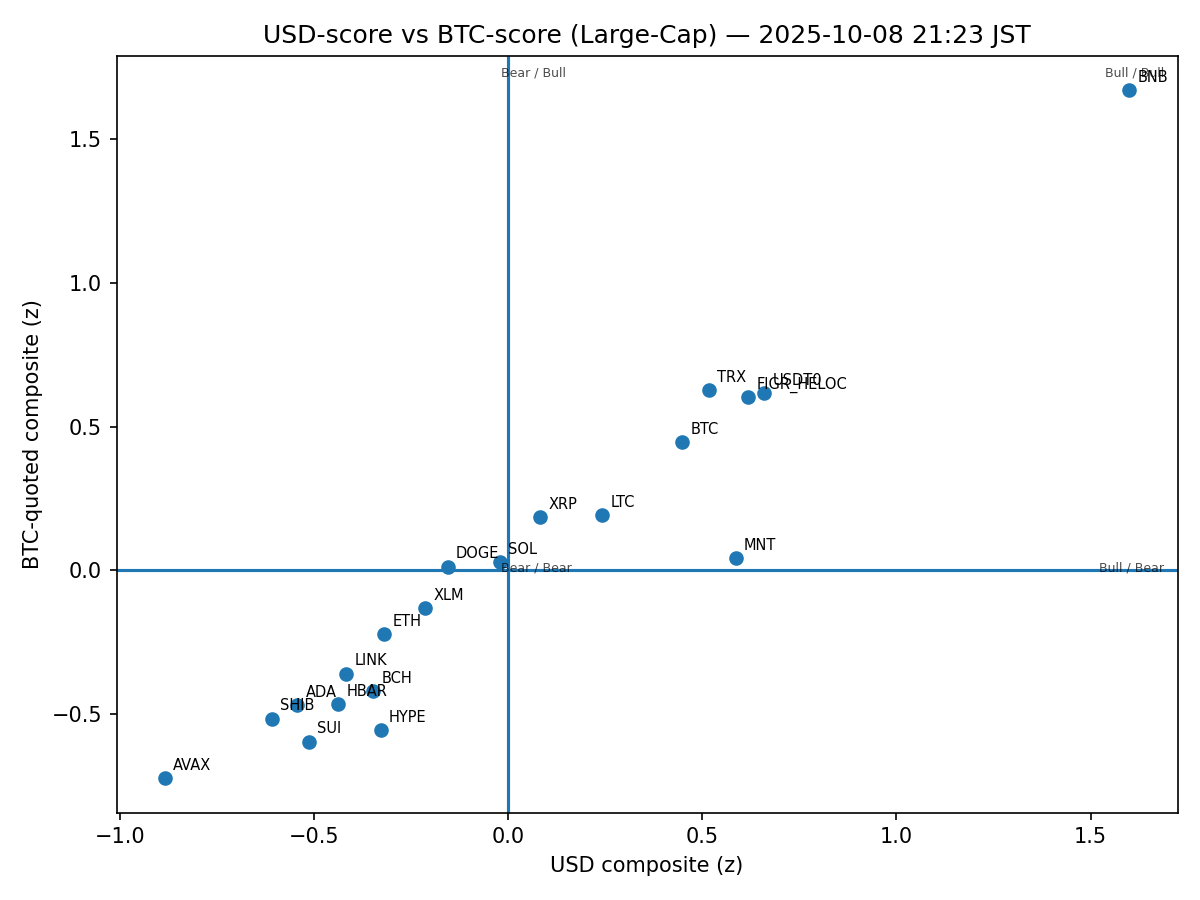 USD-score vs BTC-score (Large-Cap) — 2025-10-08 21:23 JST
Bear / Bull
Bull / Bull
BNB
1.5
1.0
TRX
USDT0
FIGR_HELOC
0.5
BTC
XRP
LTC
DOGE
SOL
MNT
0.0
Bear / Bear
Bull / Bear
XLM
ETH
LINK
BCH
ADA
HBAR
SHIB
−0.5
HYPE
SUI
AVAX
−1.0
−0.5
0.0
0.5
1.0
1.5
USD composite (z)
BTC-quoted composite (z)